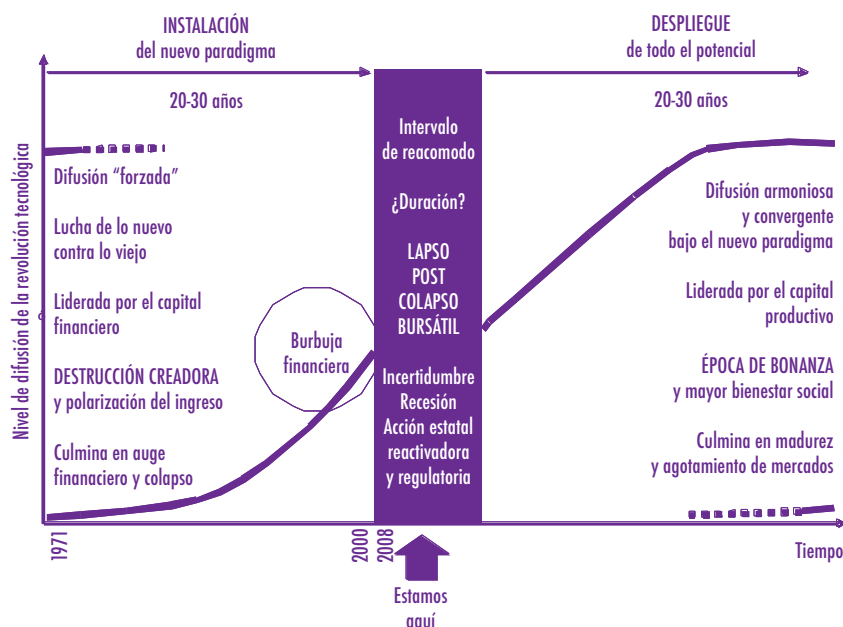 INSTALACIÓN
del nuevo paradigma
20-30 años
DESPLIEGUE
de todo el potencial
20-30 años
Nivel de difusión de la revolución tecnológica
Difusión “forzada”
Lucha de lo nuevo
contra lo viejo
Liderada por el capital
financiero
DESTRUCCIÓN CREADORA
y polarización del ingreso
Culmina en auge
finanaciero y colapso
Burbuja
financiera
Intervalo
de reacomodo
¿Duración?
LAPSO
POST
COLAPSO
BURSÁTIL
Incertidumbre
Recesión
Acción estatal
reactivadora
y regulatoria
Difusión armoniosa
y convergente
bajo el nuevo paradigma
Liderada por el capital
productivo
ÉPOCA DE BONANZA
y mayor bienestar social
Culmina en madurez
y agotamiento de mercados
1971
2000
2008
Tiempo
Estamos
aquí